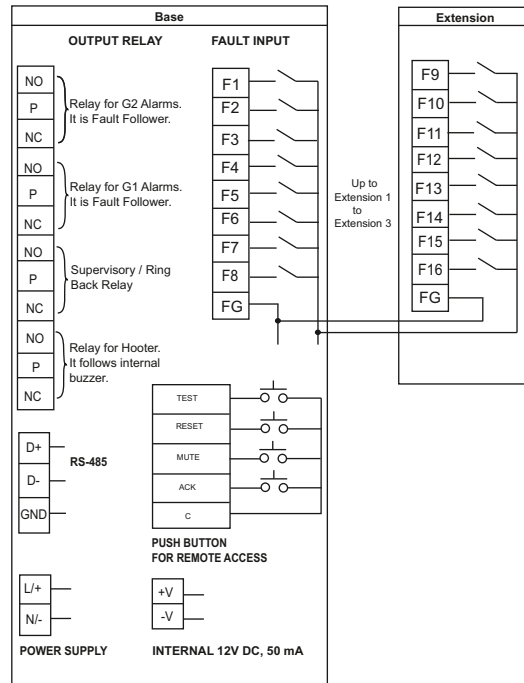 Base
OUTPUT RELAY
FAULT INPUT
NO
P
NC
Relay for G2 Alarms.
It is Fault Follower.
NO
P
NC
Relay for G1 Alarms.
It is Fault Follower.
NO
P
NC
Supervisory / Ring
Back Relay
NO
P
NC
Relay for Hooter.
It follows internal
buzzer.
F1
F2
F3
F4
F5
F6
F7
F8
FG
Up to
Extension 1
to
Extension 3
Extension
F9
F10
F11
F12
F13
F14
F15
F16
FG
D+
D-
GND
RS-485
TEST
RESET
MUTE
ACK
C
PUSH BUTTON
FOR REMOTE ACCESS
L/+
N/-
POWER SUPPLY
+V
-V
INTERNAL 12V DC, 50 mA